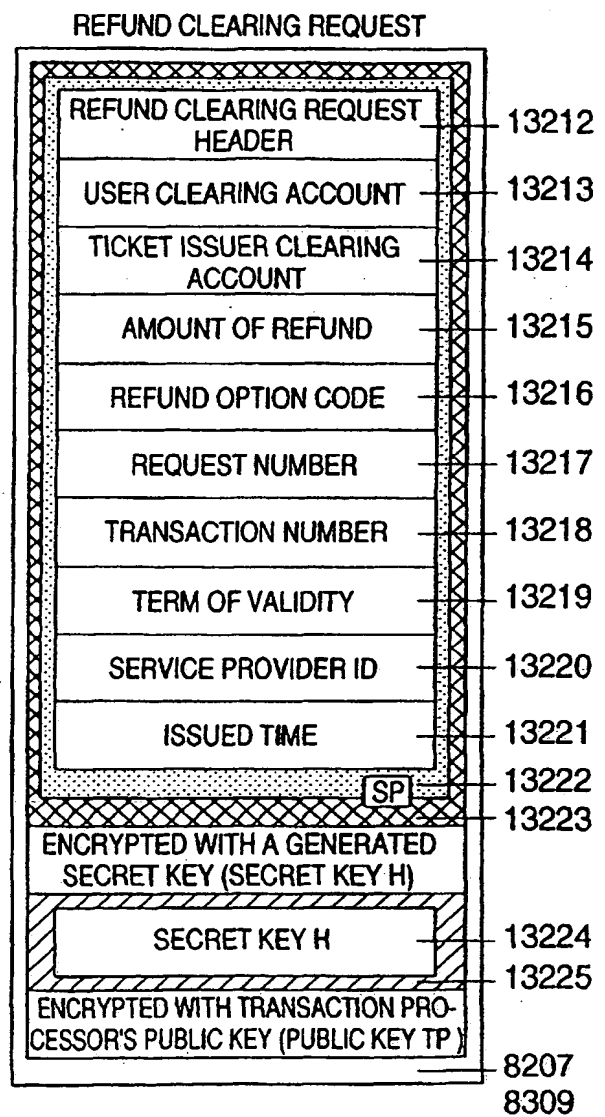 REFUND CLEARING REQUEST
REFUND CLEARING REQUEST
HEADER
13212
USER CLEARING ACCOUNT
13213
TICKET ISSUER CLEARING
ACCOUNT
13214
AMOUNT OF REFUND
13215
REFUND OPTION CODE
13216
REQUEST NUMBER
13217
TRANSACTION NUMBER
13218
TERM OF VALIDITY
13219
SERVICE PROVIDER ID
13220
ISSUED TIME
13221
13222
SP
13223
ENCRYPTED WITH A GENERATED
SECRET KEY (SECRET KEY H)
SECRET KEY H
13224
13225
ENCRYPTED WITH TRANSACTION PRO-
CESSOR'S PUBLIC KEY (PUBLIC KEY TP)
8207
8309